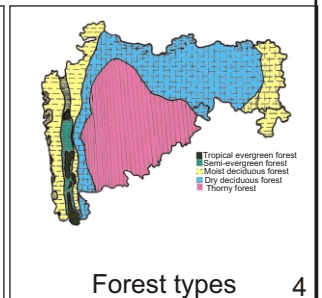 Tropical evergreen forest
Semi-evergreen forest
Moist deciduous forest
Dry deciduous forest
Thorny forest
Forest types 4